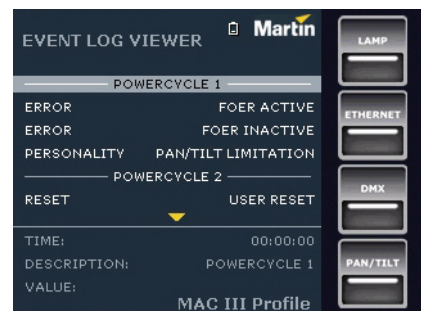 EVENT LOG VIEWER
Martin
POWERCYCLE 1
ERROR FOER ACTIVE
ERROR FOER INACTIVE
PERSONALITY PAN/TILT LIMITATION
POWERCYCLE 2
RESET USER RESET
TIME: 00:00:00
DESCRIPTION: POWERCYCLE 1
VALUE:
MAC III Profile
LAMP
ETHERNET
DMX
PAN/TILT